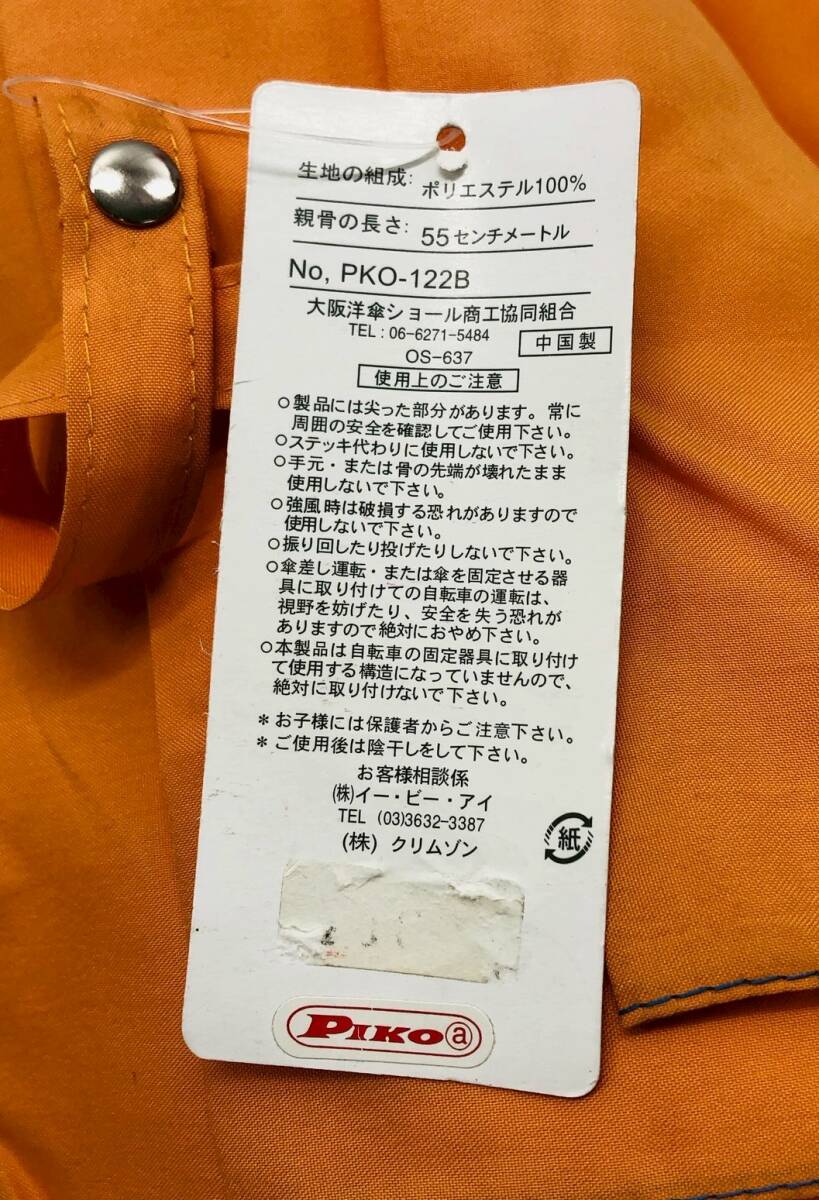 生地の組成: ポリエステル100%
親骨の長さ: 55センチメートル
No, PKO-122B
大阪洋傘ショール商工協同組合
TEL : 06-6271-5484
中国製
OS-637
使用上のご注意
○製品には尖った部分があります。常に
周囲の安全を確認してご使用下さい。
○ステッキ代わりに使用しないで下さい。
○手元・または骨の先端が壊れたまま
使用しないで下さい。
○強風時は破損する恐れがありますので
使用しないで下さい。
○振り回したり投げたりしないで下さい。
○傘差し運転・または傘を固定させる器
具に取り付けての自転車の運転は、
視野を妨げたり、安全を失う恐れが
ありますので絶対におやめ下さい。
○本製品は自転車の固定器具に取り付け
て使用する構造になっていませんので、
絶対に取り付けないで下さい。
＊お子様には保護者からご注意下さい。
＊ご使用後は陰干しをして下さい。
お客様相談係
(株)イー・ビー・アイ
TEL (03)3632-3387
(株) クリムゾン
紙
PIKO a